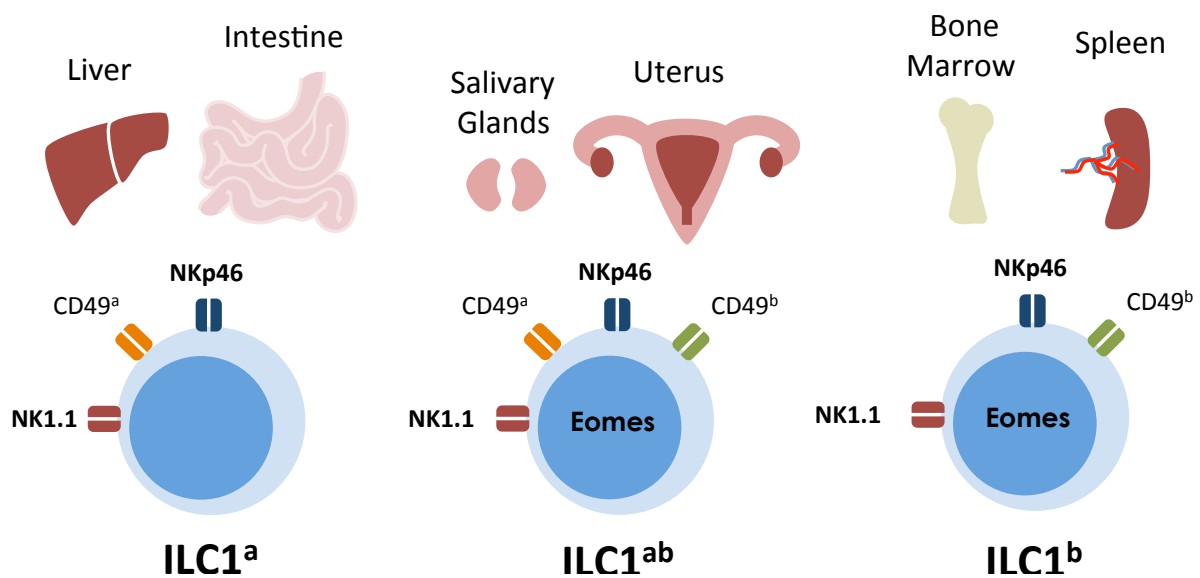 Liver
Intestine
Salivary
Glands
Uterus
Bone
Marrow
Spleen
NKp46
CD49ᵃ
NK1.1
ILC1ᵃ
NKp46
CD49ᵃ
CD49ᵇ
NK1.1
Eomes
ILC1ᵃᵇ
NKp46
CD49ᵇ
NK1.1
Eomes
ILC1ᵇ